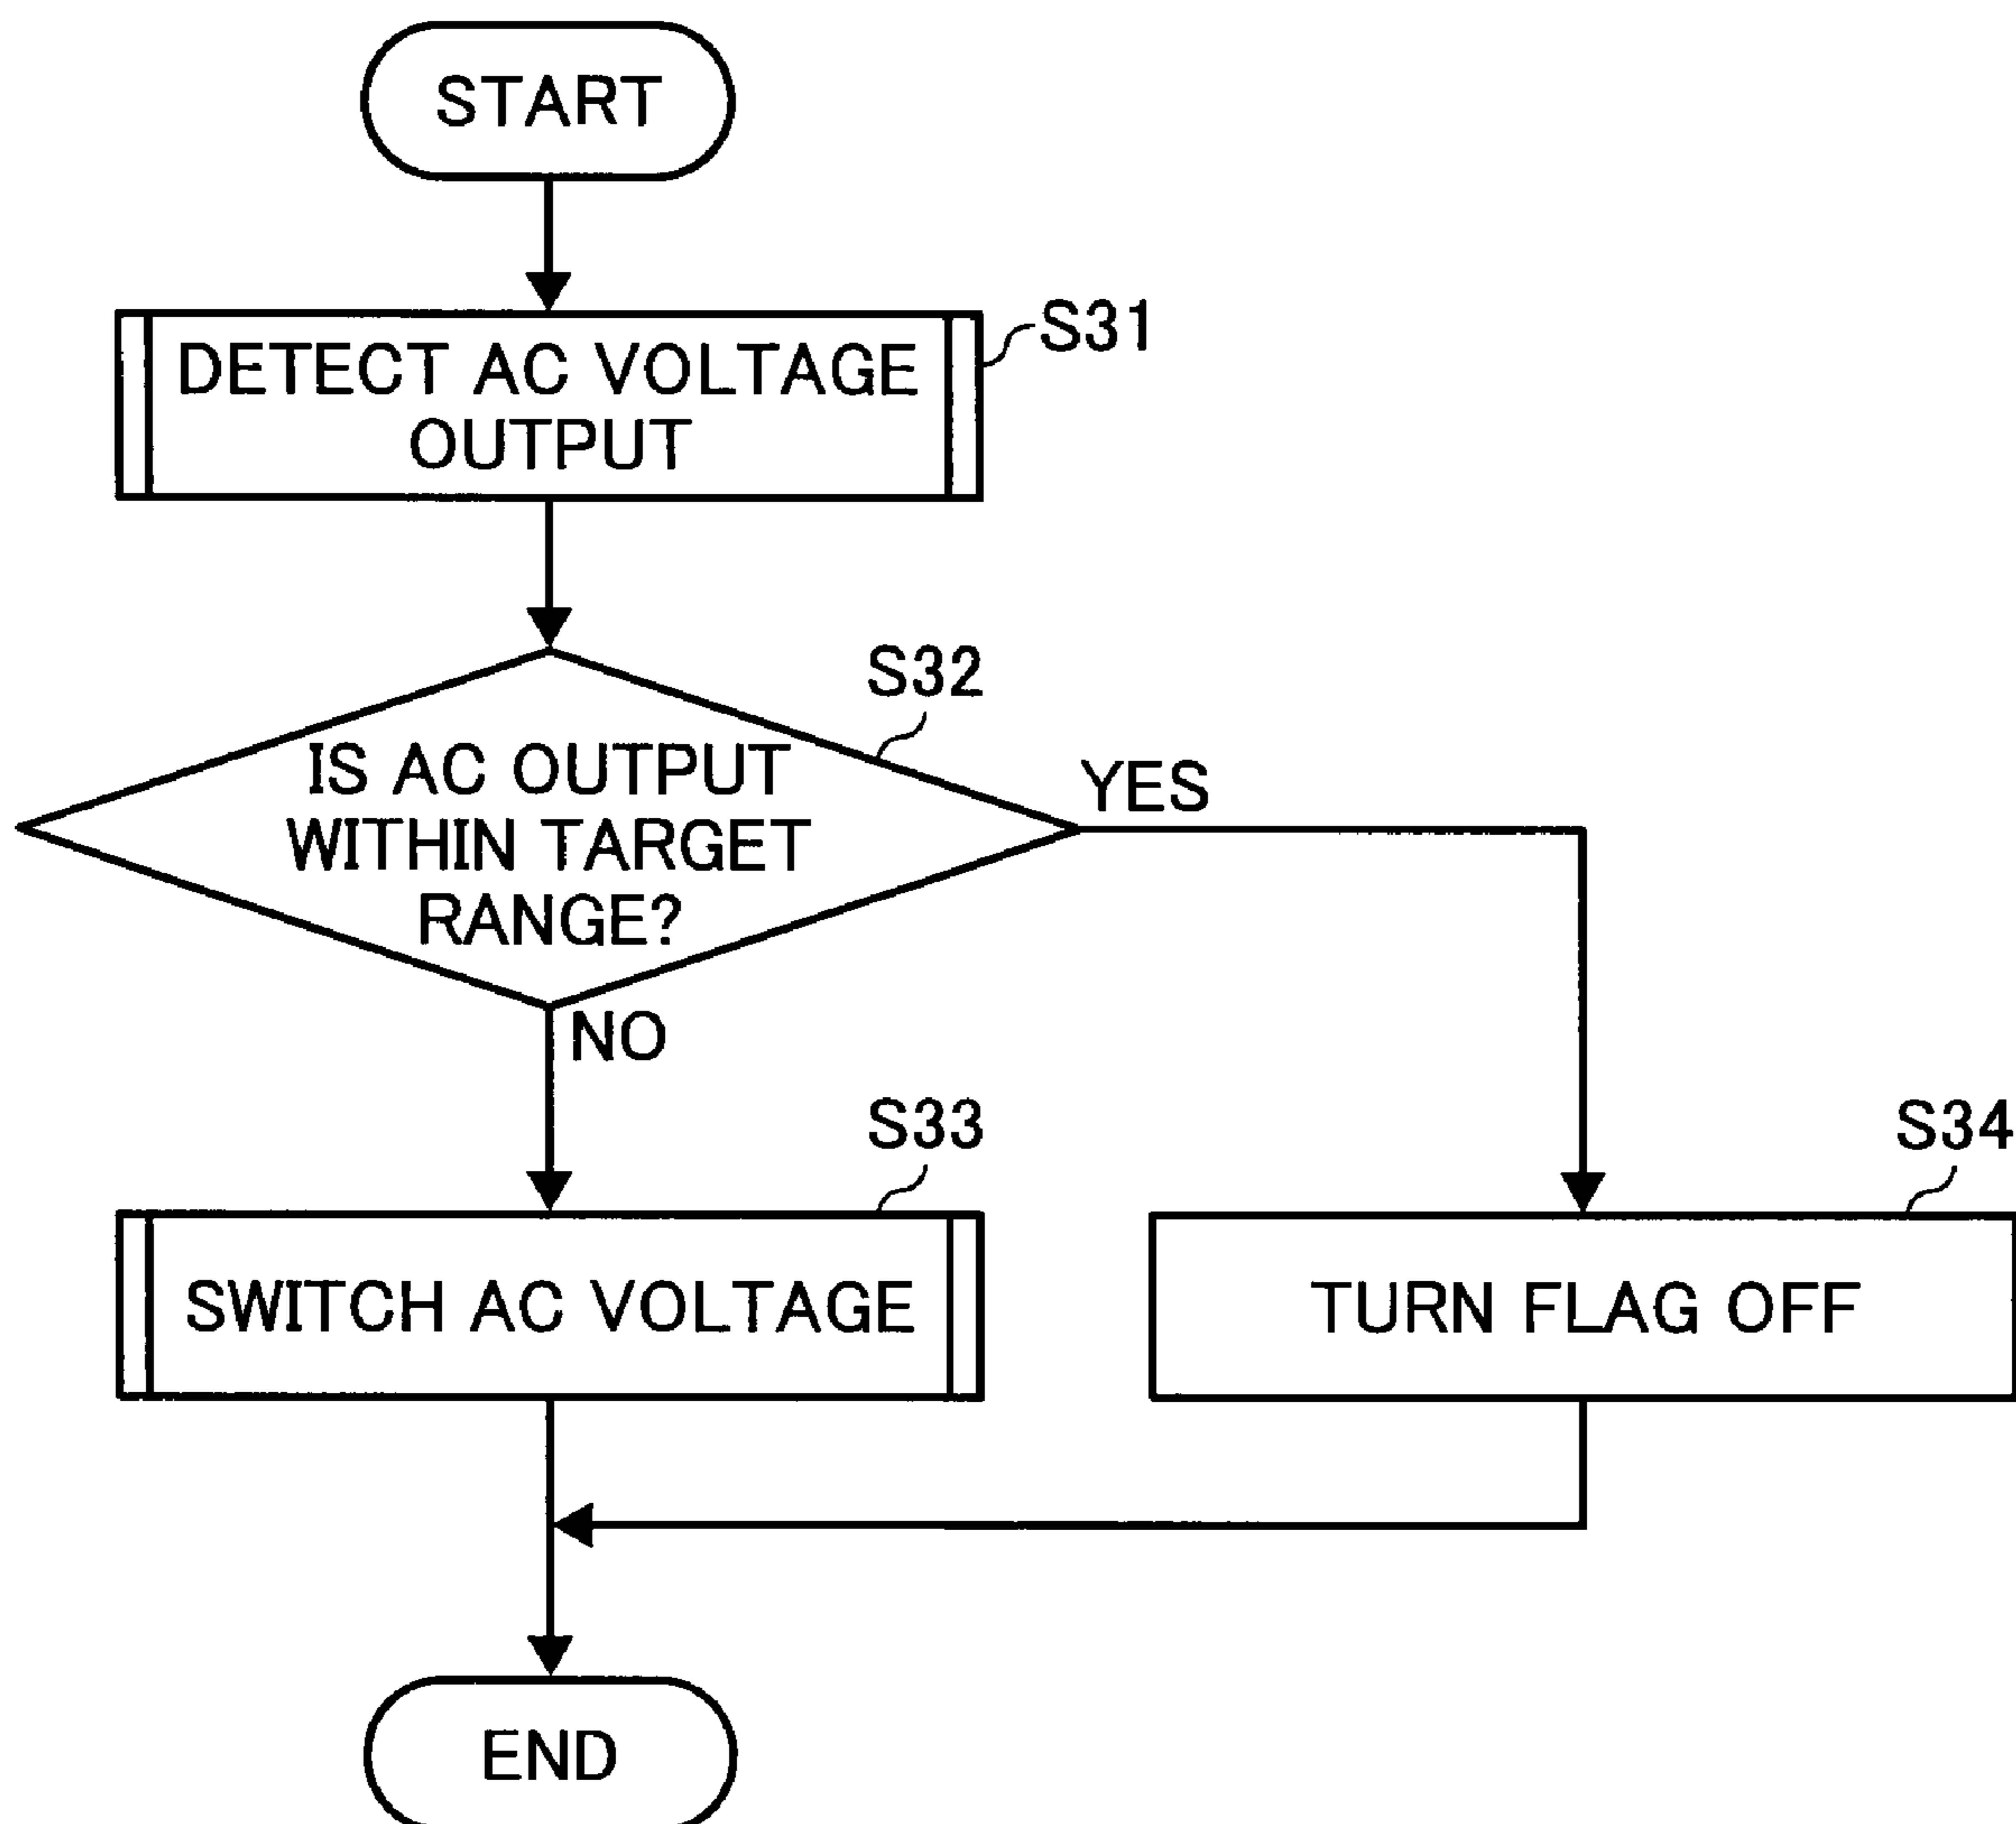 START
DETECT AC VOLTAGE
OUTPUT
S31
S32
IS AC OUTPUT
WITHIN TARGET
RANGE?
YES
NO
S33
SWITCH AC VOLTAGE
S34
TURN FLAG OFF
END